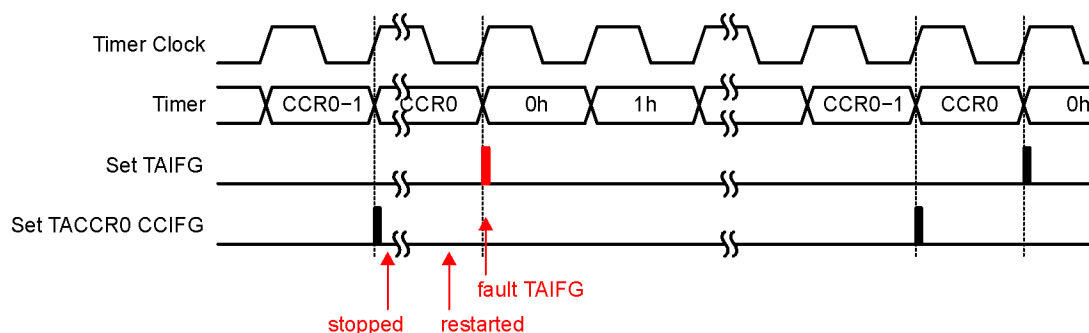 Timer Clock
Timer CCR0−1 CCR0 0h 1h CCR0−1 CCR0 0h
Set TAIFG
Set TACCR0 CCIFG
fault TAIFG
stopped restarted